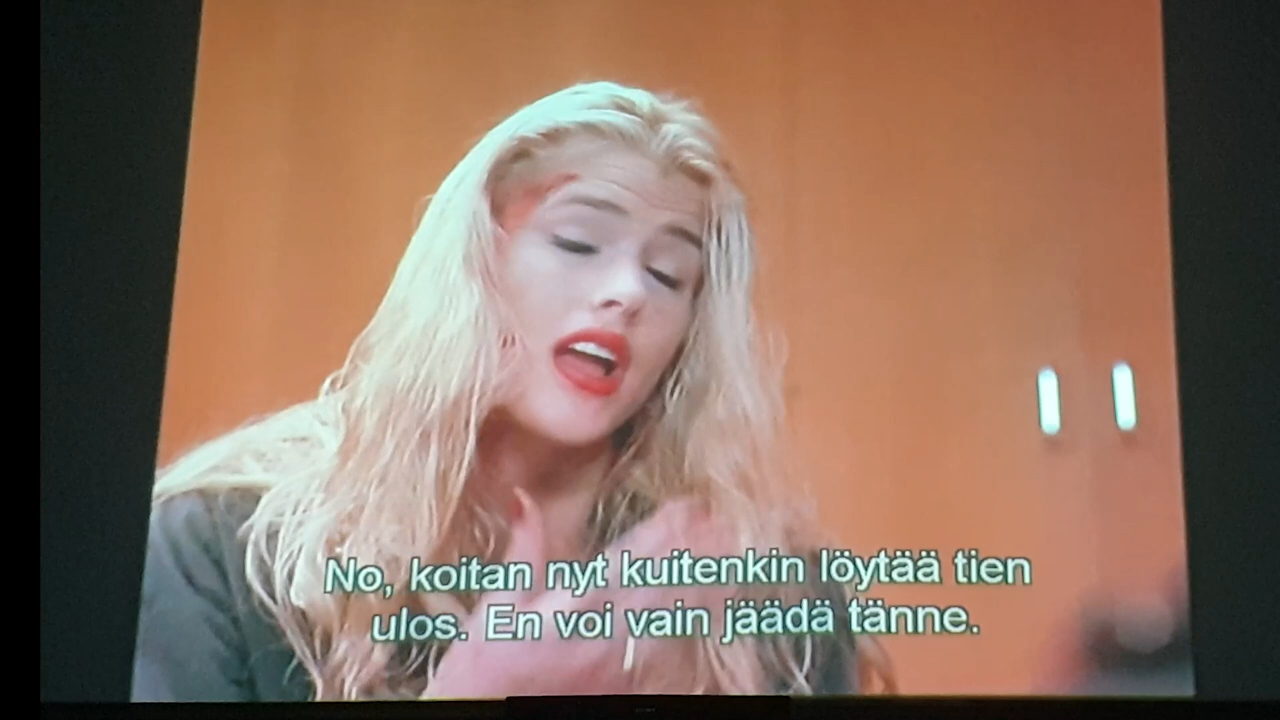 No, koitan nyt kuitenkin löytää tien
ulos. En voi vain jäädä tänne.